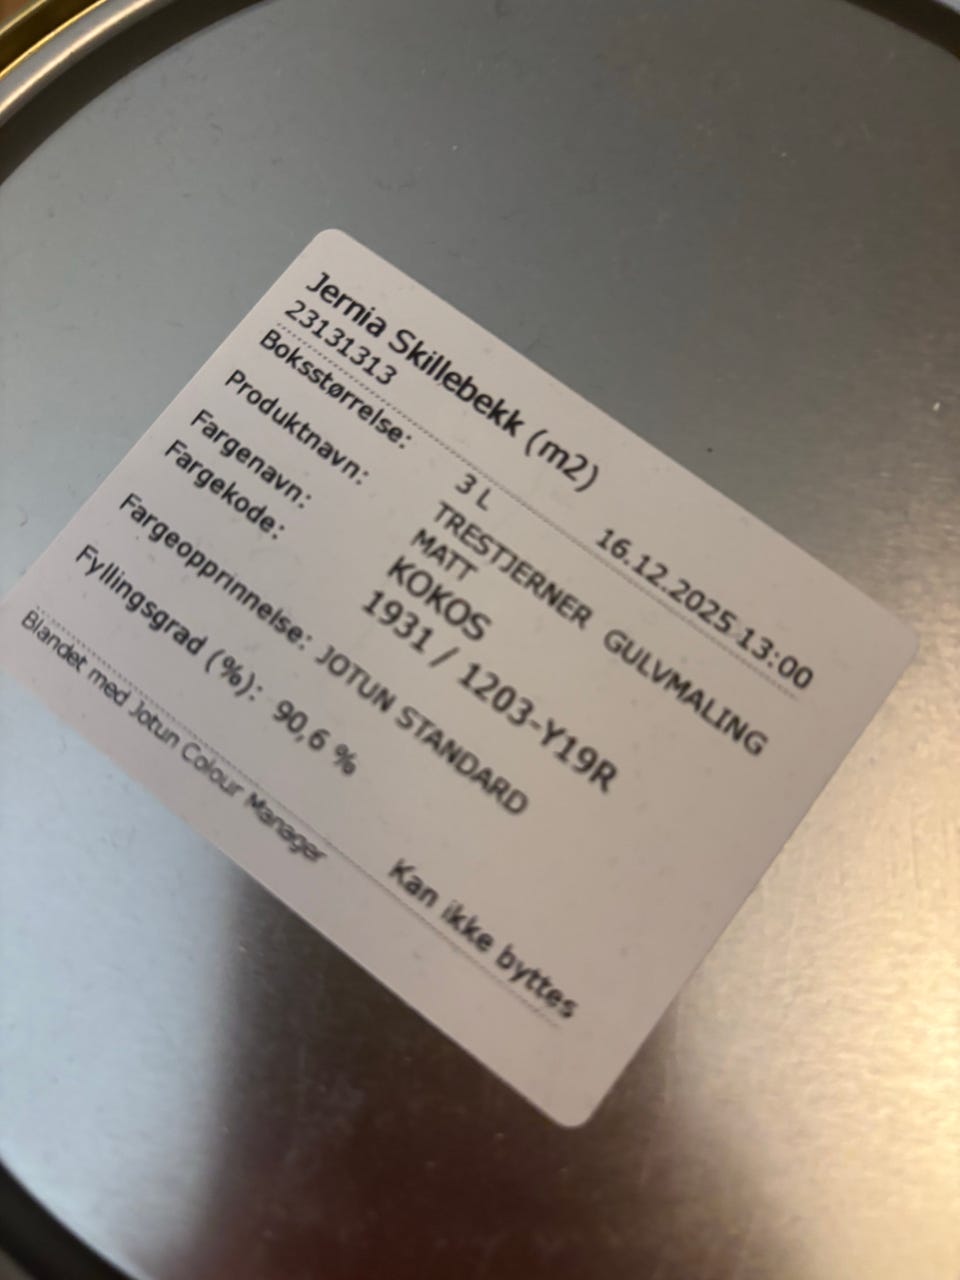 Jernia Skillebekk (m2)
23131313 16.12.2025 13:00
Boksstørrelse: 3 L
Produktnavn: TRESTJERNER GULVMALING
MATT
Fargenavn: KOKOS
Fargekode: 1931 / 1203-Y19R
Fargeopprinnelse: JOTUN STANDARD
Fyllingsgrad (%): 90,6 %
Kan ikke byttes
Blandet med Jotun Colour Manager